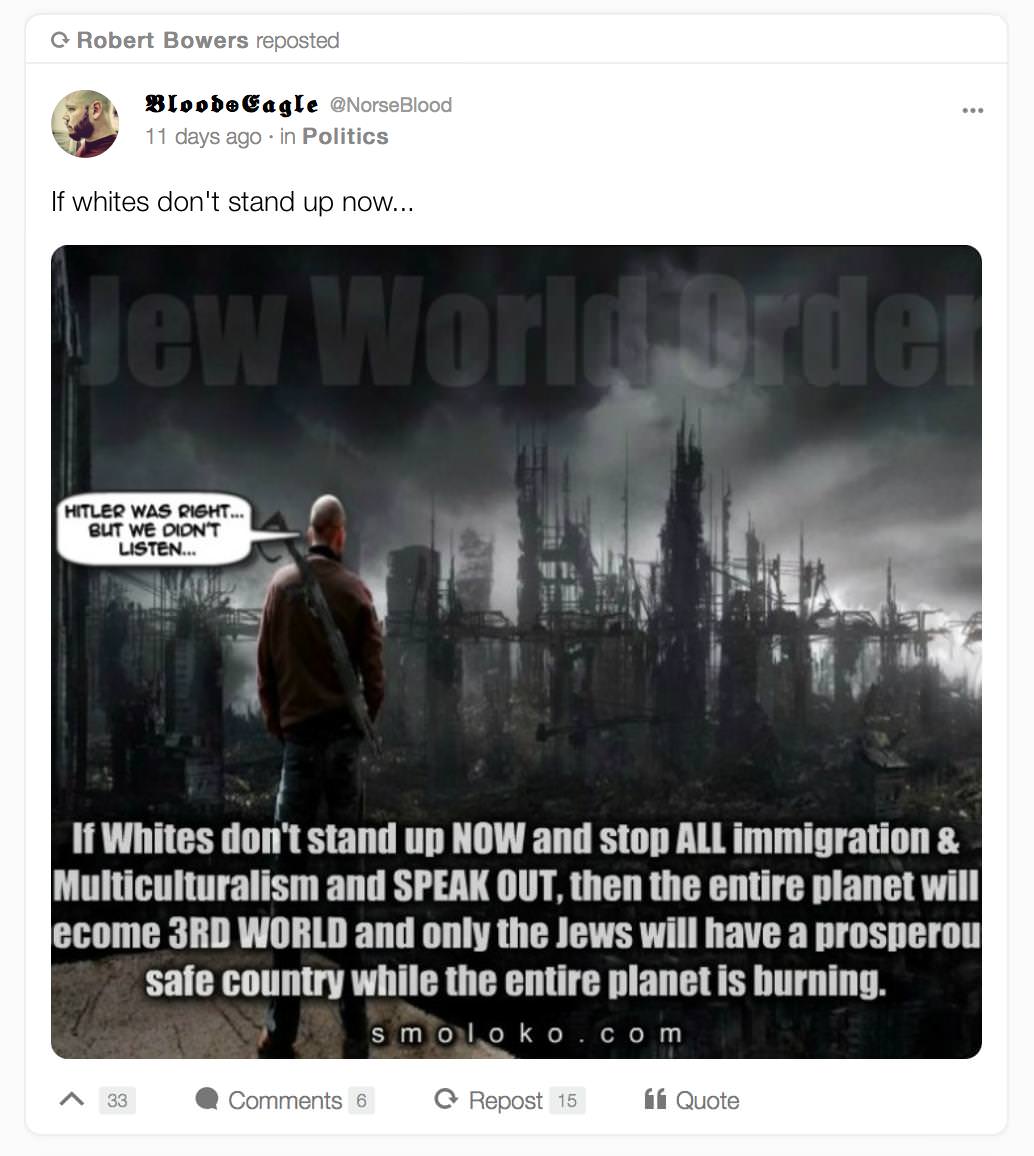 Robert Bowers reposted
Blood⊕Eagle @NorseBlood
11 days ago · in Politics
If whites don't stand up now...
Jew World Order
HITLER WAS RIGHT...
BUT WE DIDN'T
LISTEN...
If Whites don't stand up NOW and stop ALL immigration &
Multiculturalism and SPEAK OUT, then the entire planet will
ecome 3RD WORLD and only the Jews will have a prosperou
safe country while the entire planet is burning.
smoloko.com
33 Comments 6 Repost 15 Quote